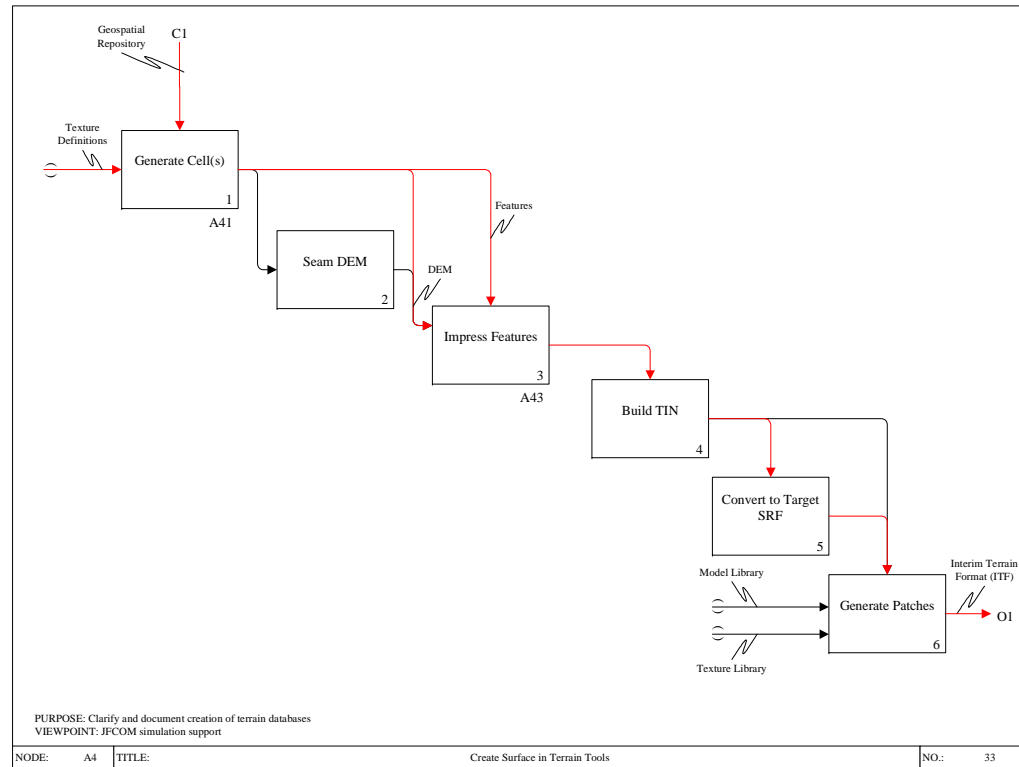 Geospatial
Repository
C1
Texture
Definitions
Generate Cell(s)
1
A41
Features
Seam DEM
2
DEM
Impress Features
3
A43
Build TIN
4
Convert to Target
SRF
5
Model Library
Interim Terrain
Format (ITF)
Generate Patches
O1
6
Texture Library
PURPOSE: Clarify and document creation of terrain databases
VIEWPOINT: JFCOM simulation support
NODE: A4 TITLE: Create Surface in Terrain Tools NO.: 33